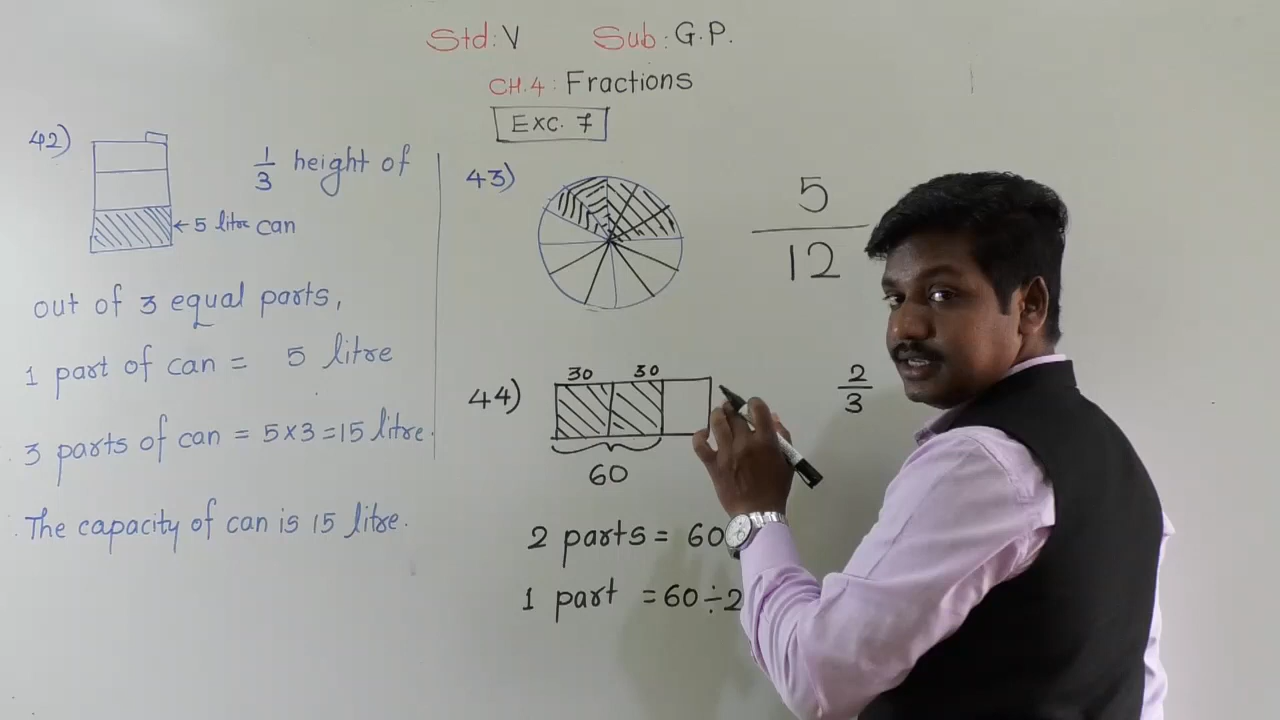 Std: V Sub: G.P.
CH.4: Fractions
Exc. 7
42)
1/3 height of
← 5 litre can
out of 3 equal parts,
1 part of can = 5 litre
3 parts of can = 5×3=15 litre.
The capacity of can is 15 litre.
43)
5/12
44)
30 30
60
2/3
2 parts = 60
1 part = 60÷2